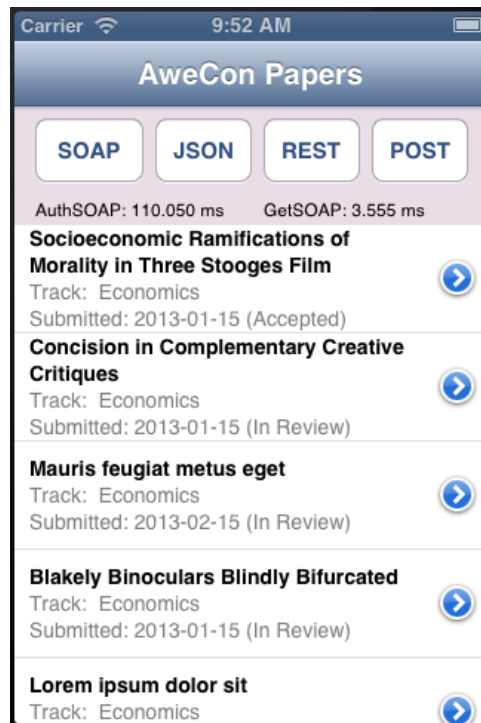 Carrier 9:52 AM
AweCon Papers
SOAP JSON REST POST
AuthSOAP: 110.050 ms GetSOAP: 3.555 ms
Socioeconomic Ramifications of
Morality in Three Stooges Film
Track: Economics
Submitted: 2013-01-15 (Accepted)
Concision in Complementary Creative
Critiques
Track: Economics
Submitted: 2013-01-15 (In Review)
Mauris feugiat metus eget
Track: Economics
Submitted: 2013-02-15 (In Review)
Blakely Binoculars Blindly Bifurcated
Track: Economics
Submitted: 2013-01-15 (In Review)
Lorem ipsum dolor sit
Track: Economics